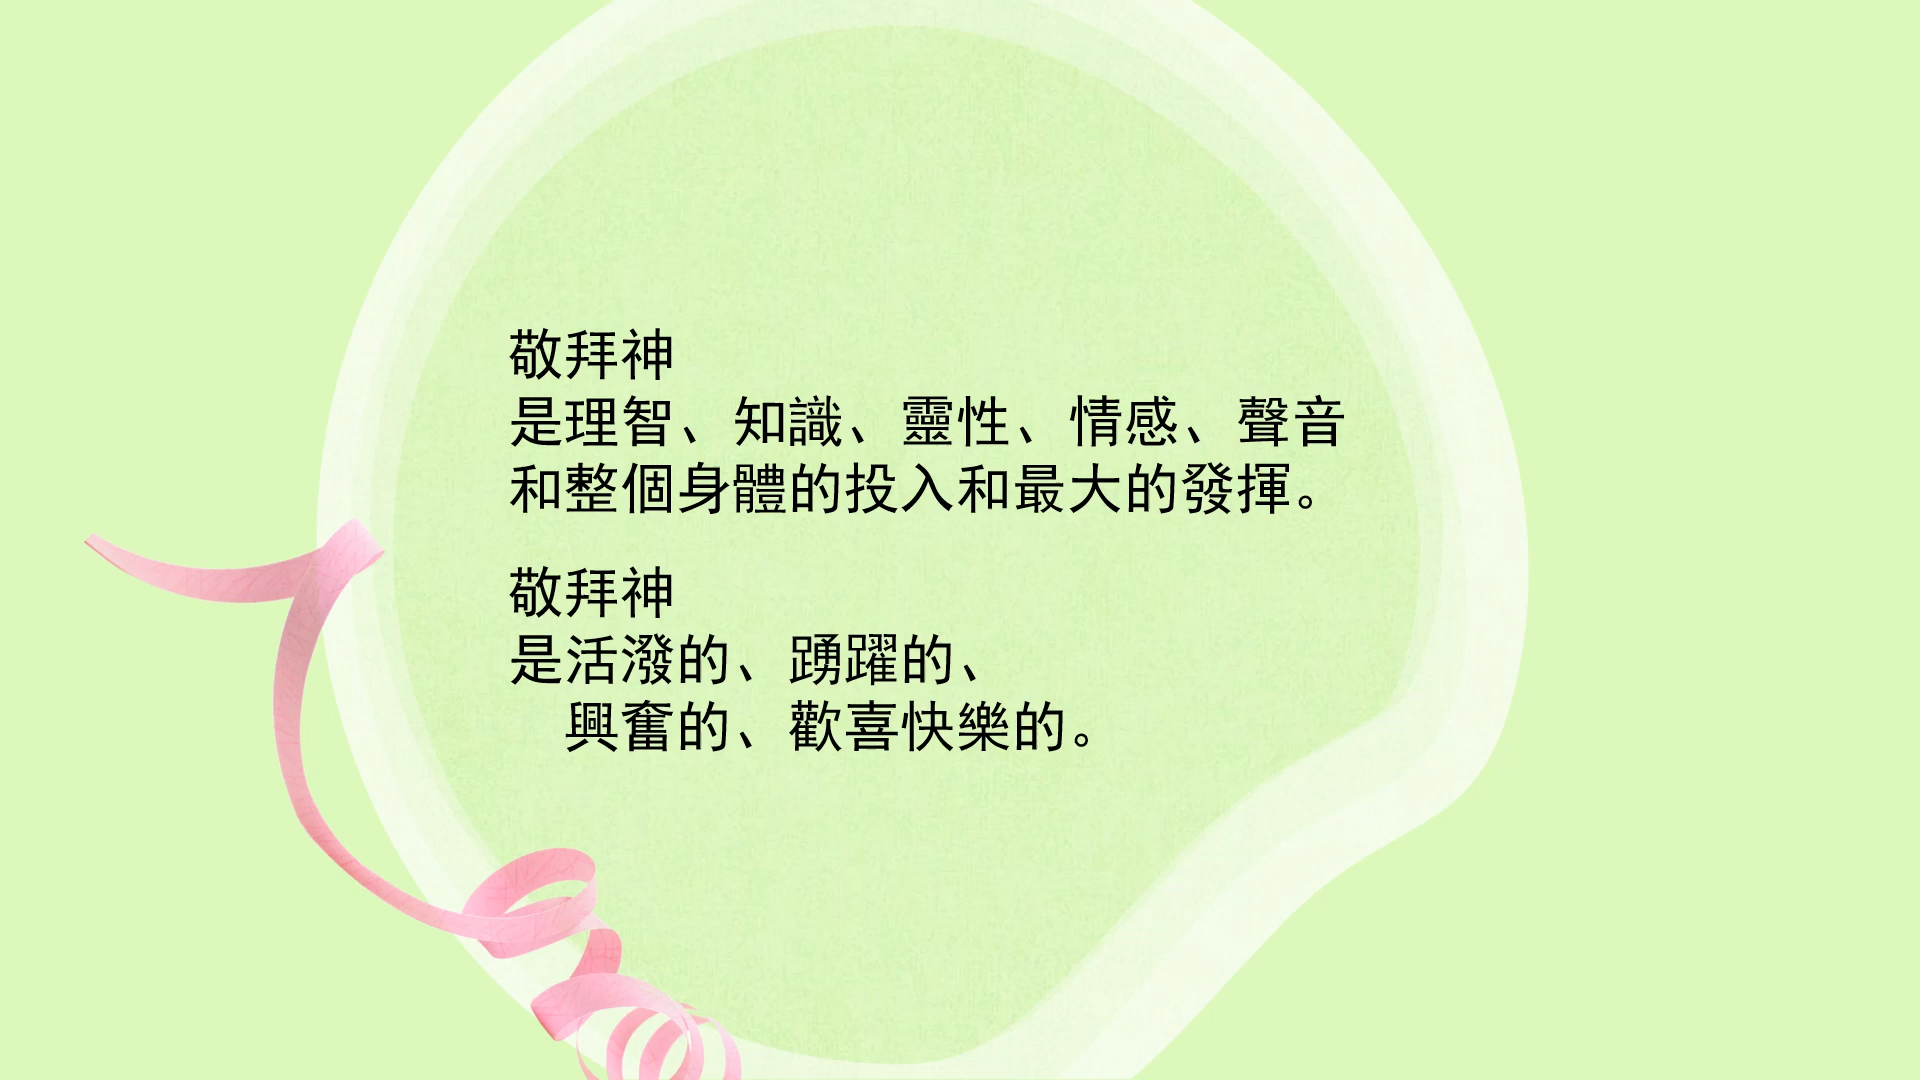 敬拜神
是理智、知識、靈性、情感、聲音
和整個身體的投入和最大的發揮。
敬拜神
是活潑的、踴躍的、
興奮的、歡喜快樂的。